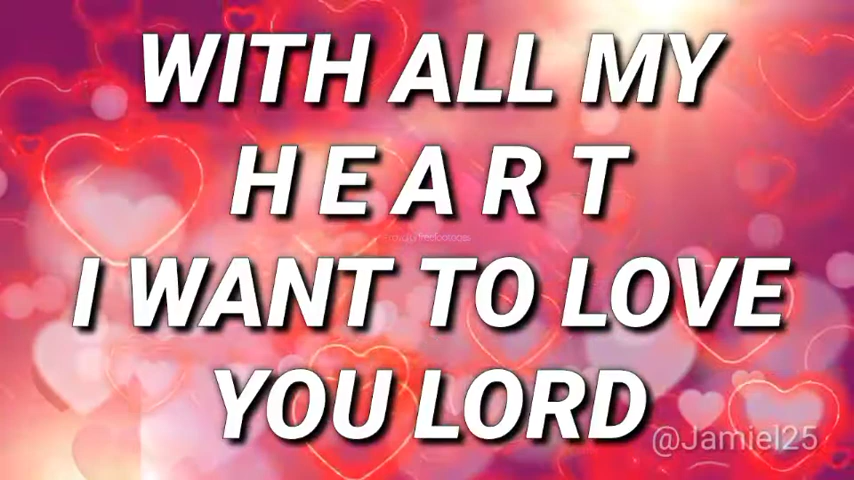 WITH ALL MY
H E A R T
I WANT TO LOVE
YOU LORD
@Jamiel25